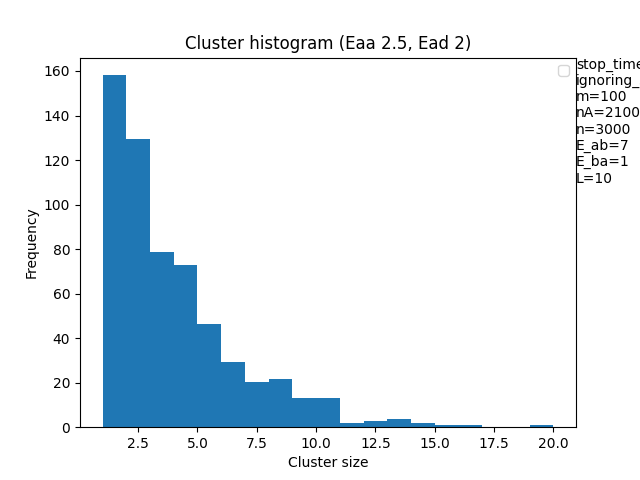 Cluster histogram (Eaa 2.5, Ead 2)
stop_time
ignoring_
m=100
nA=2100
n=3000
E_ab=7
E_ba=1
L=10
160
140
120
100
80
60
40
20
0
Frequency
2.5 5.0 7.5 10.0 12.5 15.0 17.5 20.0
Cluster size